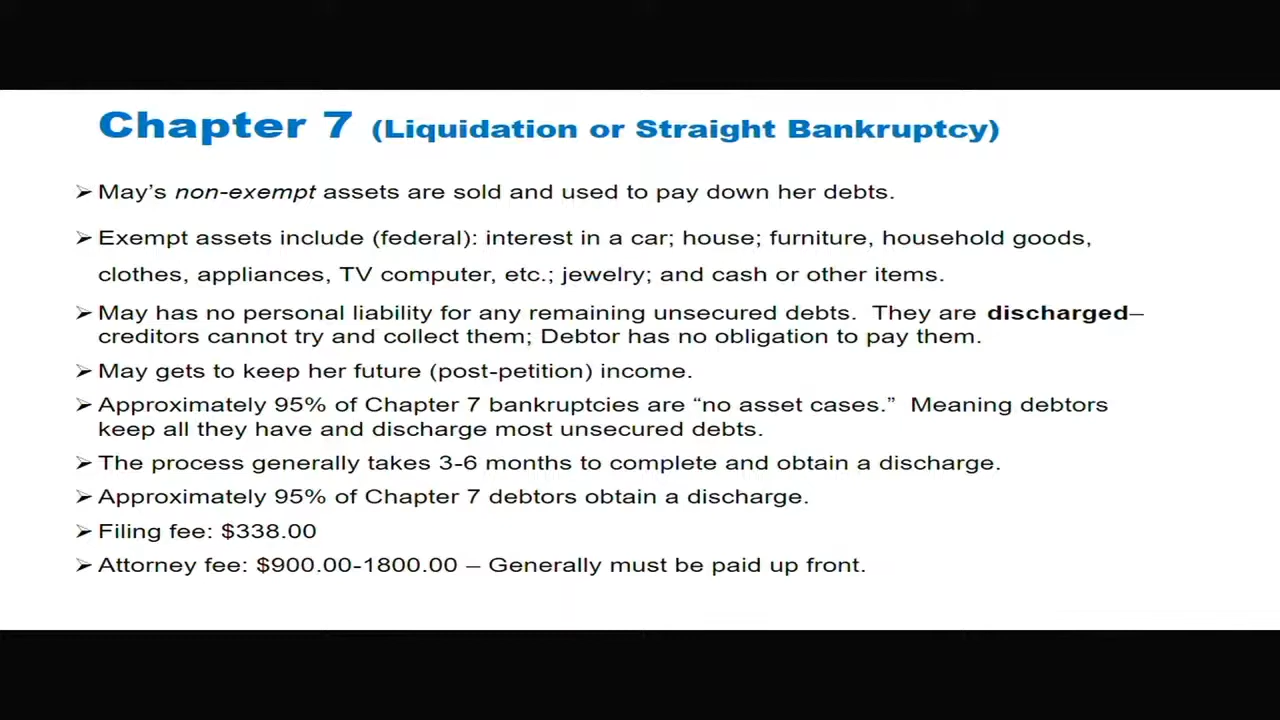 Chapter 7 (Liquidation or Straight Bankruptcy)
➢ May's non-exempt assets are sold and used to pay down her debts.
➢ Exempt assets include (federal): interest in a car; house; furniture, household goods,
clothes, appliances, TV computer, etc.; jewelry; and cash or other items.
➢ May has no personal liability for any remaining unsecured debts.  They are discharged–
creditors cannot try and collect them; Debtor has no obligation to pay them.
➢ May gets to keep her future (post-petition) income.
➢ Approximately 95% of Chapter 7 bankruptcies are “no asset cases.”  Meaning debtors
keep all they have and discharge most unsecured debts.
➢ The process generally takes 3-6 months to complete and obtain a discharge.
➢ Approximately 95% of Chapter 7 debtors obtain a discharge.
➢ Filing fee: $338.00
➢ Attorney fee: $900.00-1800.00 – Generally must be paid up front.